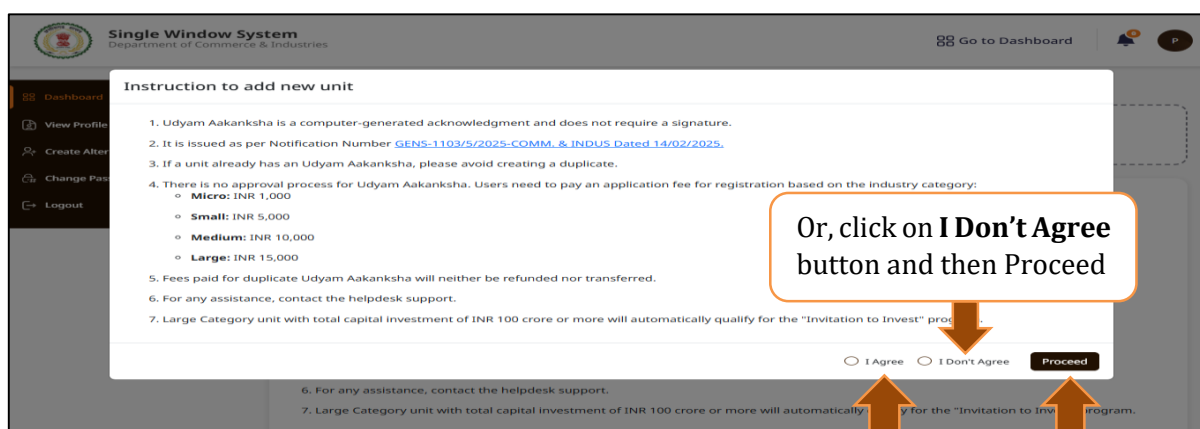 Single Window System
Department of Commerce & Industries
Go to Dashboard
P
Instruction to add new unit
Dashboard
View Profile
Create Alter
Change Pas
Logout
1. Udyam Aakanksha is a computer-generated acknowledgment and does not require a signature.
2. It is issued as per Notification Number GENS-1103/5/2025-COMM. & INDUS Dated 14/02/2025.
3. If a unit already has an Udyam Aakanksha, please avoid creating a duplicate.
4. There is no approval process for Udyam Aakanksha. Users need to pay an application fee for registration based on the industry category:
Micro: INR 1,000
Small: INR 5,000
Medium: INR 10,000
Large: INR 15,000
5. Fees paid for duplicate Udyam Aakanksha will neither be refunded nor transferred.
6. For any assistance, contact the helpdesk support.
7. Large Category unit with total capital investment of INR 100 crore or more will automatically qualify for the "Invitation to Invest"
Or, click on I Don't Agree
button and then Proceed
I Agree
I Don't Agree
Proceed
6. For any assistance, contact the helpdesk support.
7. Large Category unit with total capital investment of INR 100 crore or more will automatically for the "Invitation to program.